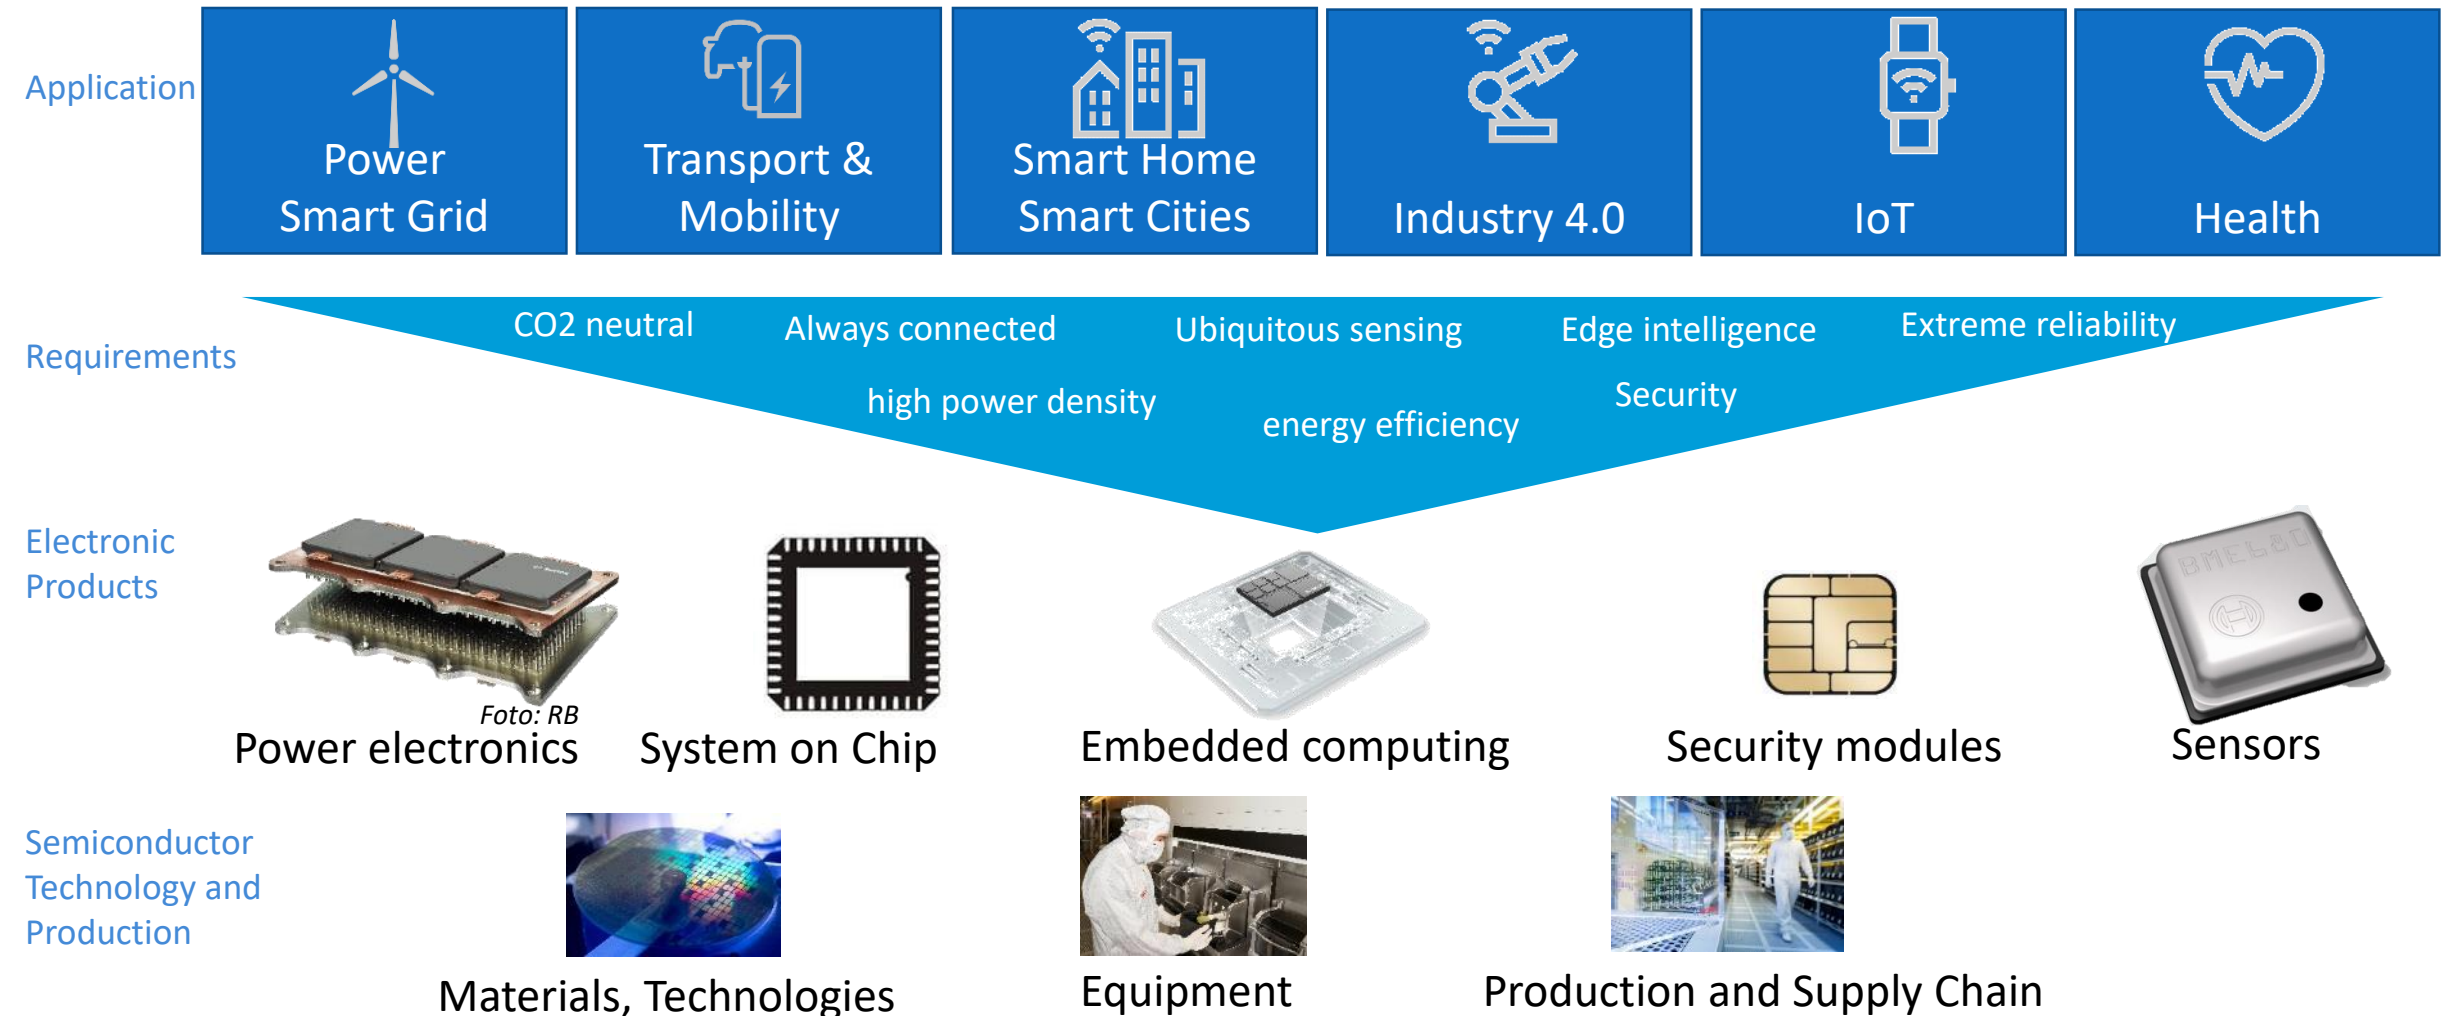 Application
Power
Smart Grid
Transport &
Mobility
Smart Home
Smart Cities
Industry 4.0
IoT
Health
Requirements
CO2 neutral
Always connected
Ubiquitous sensing
Edge intelligence
Extreme reliability
high power density
energy efficiency
Security
Electronic
Products
BME680
Foto: RB
Power electronics
System on Chip
Embedded computing
Security modules
Sensors
Semiconductor
Technology and
Production
Materials, Technologies
Equipment
Production and Supply Chain